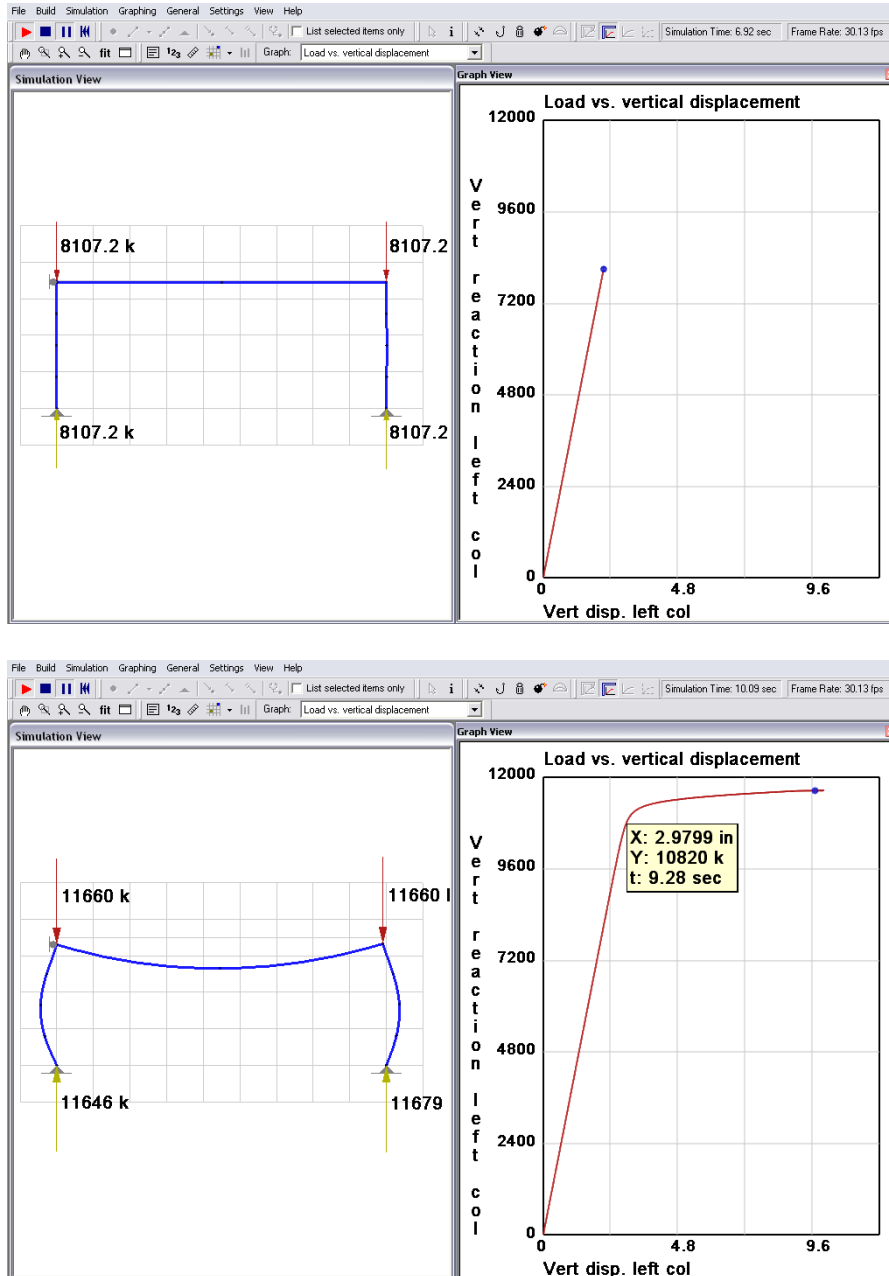 File Build Simulation Graphing General Settings View Help
List selected items only i Simulation Time: 6.92 sec Frame Rate: 30.13 fps
fit 123 Graph: Load vs. vertical displacement
Simulation View
Graph View
8107.2 k
8107.2
8107.2 k
8107.2
Load vs. vertical displacement
12000
9600
7200
4800
2400
0
Vert reaction left col
0 4.8 9.6
Vert disp. left col
File Build Simulation Graphing General Settings View Help
List selected items only i Simulation Time: 10.09 sec Frame Rate: 30.13 fps
fit 123 Graph: Load vs. vertical displacement
Simulation View
Graph View
11660 k
11660
11646 k
11679
Load vs. vertical displacement
12000
9600
7200
4800
2400
0
Vert reaction left col
X: 2.9799 in
Y: 10820 k
t: 9.28 sec
0 4.8 9.6
Vert disp. left col